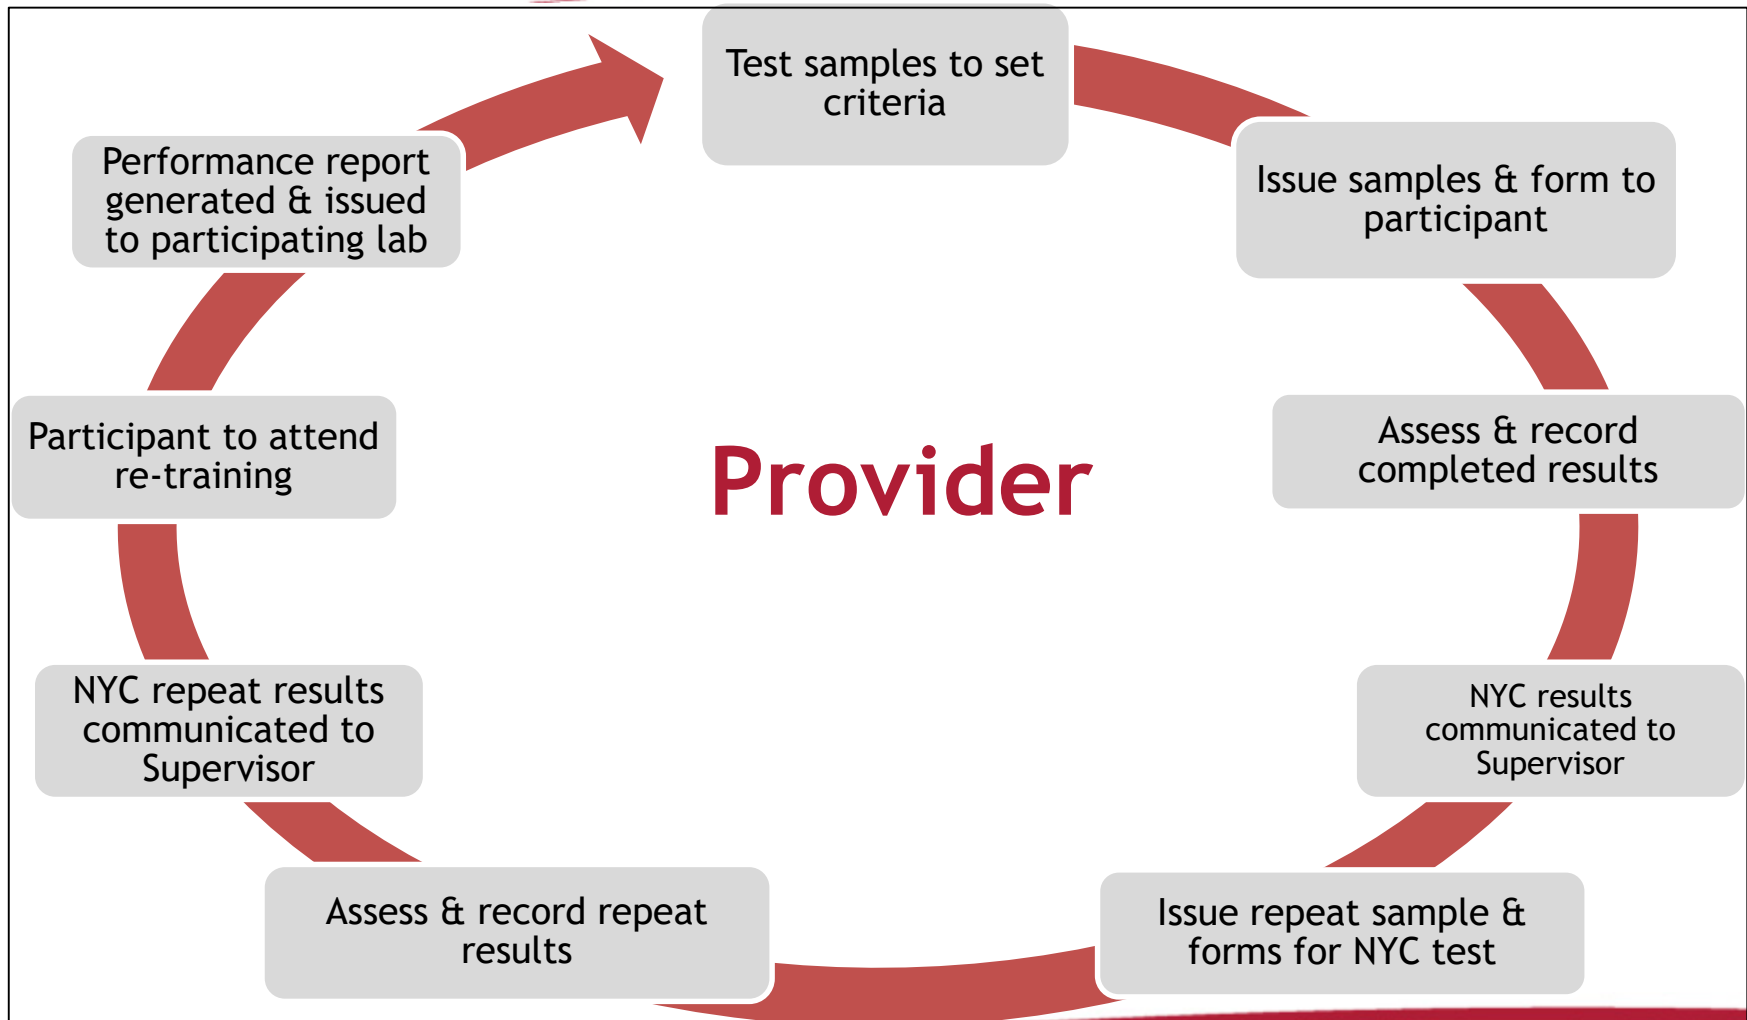 Test samples to set
criteria
Issue samples & form to
participant
Assess & record
completed results
NYC results
communicated to
Supervisor
Issue repeat sample &
forms for NYC test
Assess & record repeat
results
NYC repeat results
communicated to
Supervisor
Participant to attend
re-training
Performance report
generated & issued
to participating lab
Provider